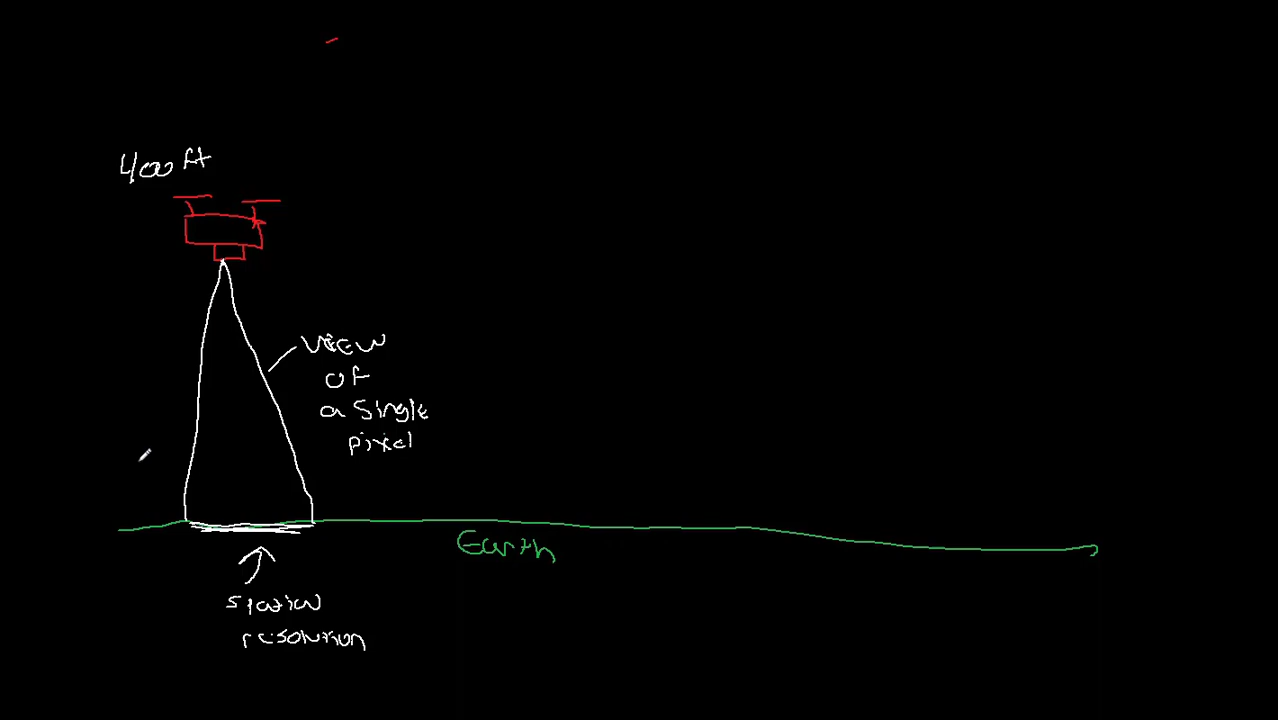 400 ft
VIEW
OF
a Single
pixel
Earth
spatial
resolution